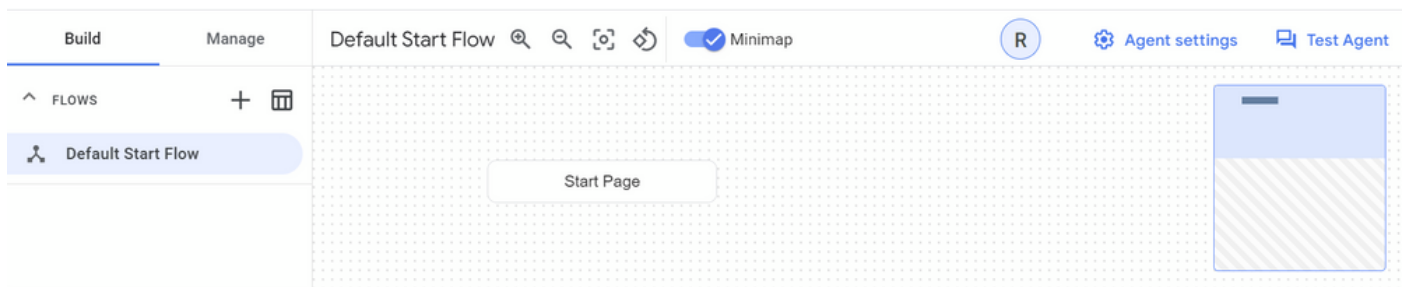 Build Manage Default Start Flow Minimap R Agent settings Test Agent
FLOWS
Default Start Flow
Start Page